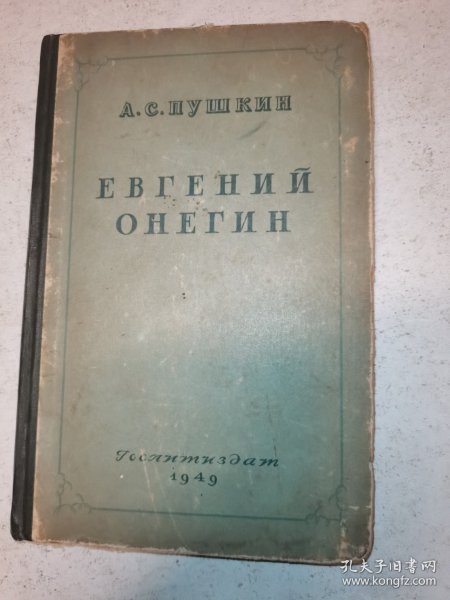 А. С. ПУШКИН
ЕВГЕНИЙ
ОНЕГИН
Гослитиздат
1949
孔夫子旧书网
www.kongfz.com